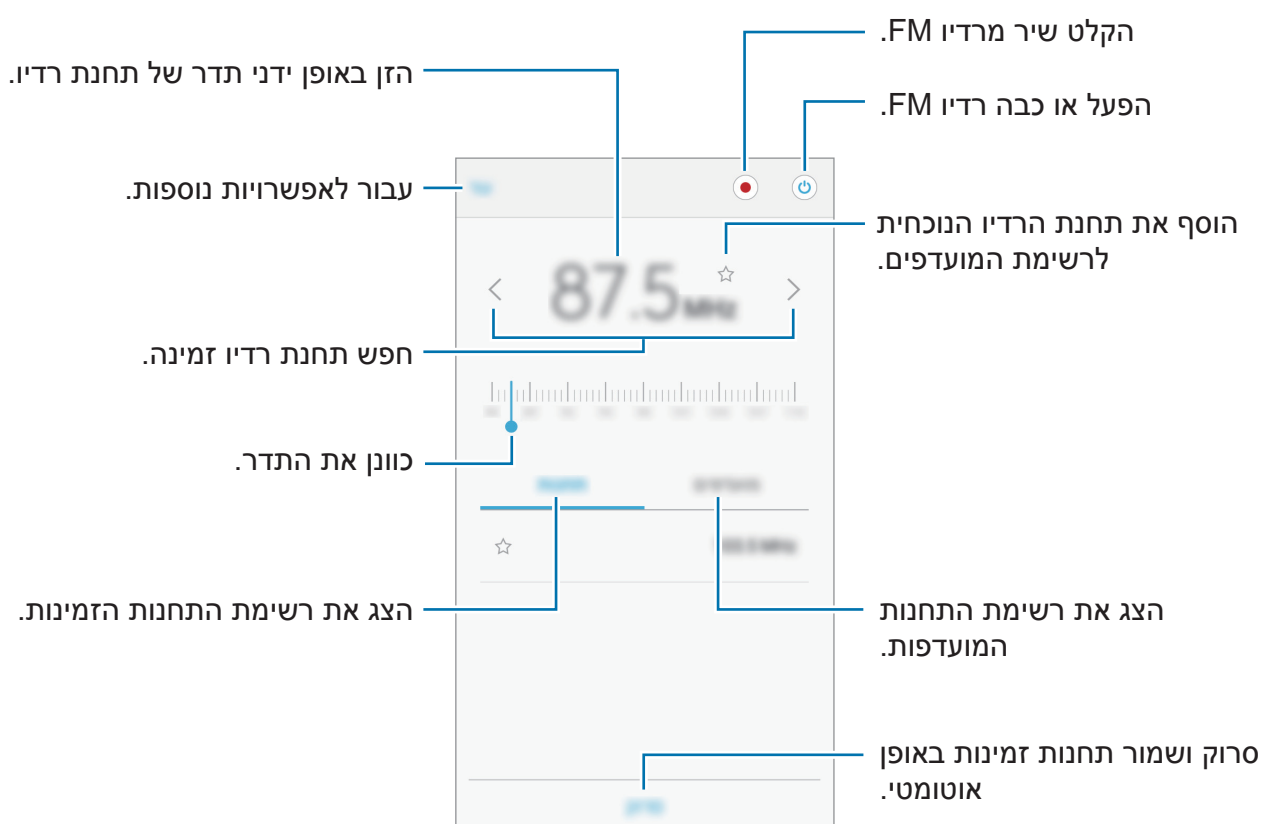 הקלט שיר מרדיו FM.
הזן באופן ידני תדר של תחנת רדיו.
הפעל או כבה רדיו FM.
עבור לאפשרויות נוספות.
הוסף את תחנת הרדיו הנוכחית
לרשימת המועדפים.
87.5 MHz
חפש תחנת רדיו זמינה.
כוונן את התדר.
תחנות
מועדפים
הצג את רשימת התחנות הזמינות.
הצג את רשימת התחנות
המועדפות.
סרוק ושמור תחנות זמינות באופן
אוטומטי.